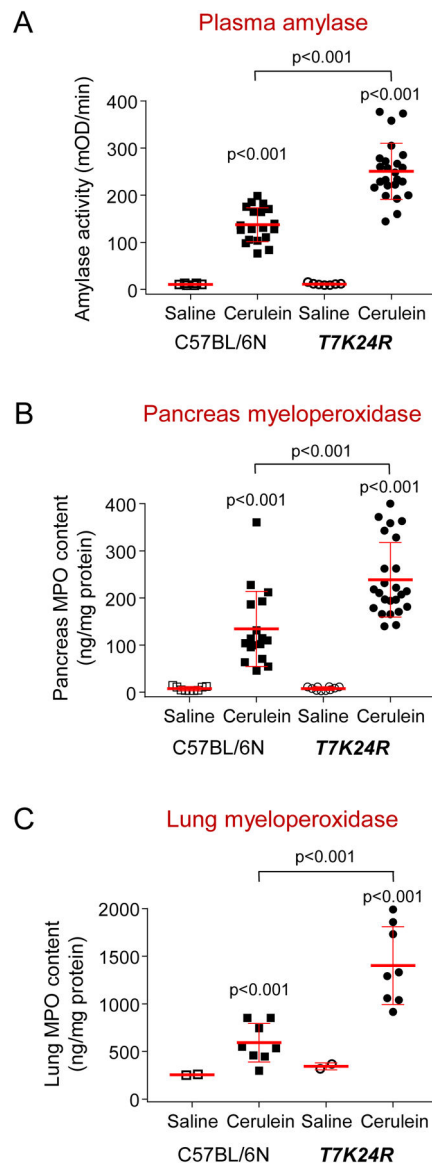 A
Plasma amylase
p<0.001
p<0.001
p<0.001
Amylase activity (mOD/min)
400
300
200
100
0
Saline Cerulein Saline Cerulein
C57BL/6N T7K24R
B
Pancreas myeloperoxidase
p<0.001
p<0.001
p<0.001
Pancreas MPO content
(ng/mg protein)
400
300
200
100
0
Saline Cerulein Saline Cerulein
C57BL/6N T7K24R
C
Lung myeloperoxidase
p<0.001
p<0.001
p<0.001
Lung MPO content
(ng/mg protein)
2000
1500
1000
500
0
Saline Cerulein Saline Cerulein
C57BL/6N T7K24R